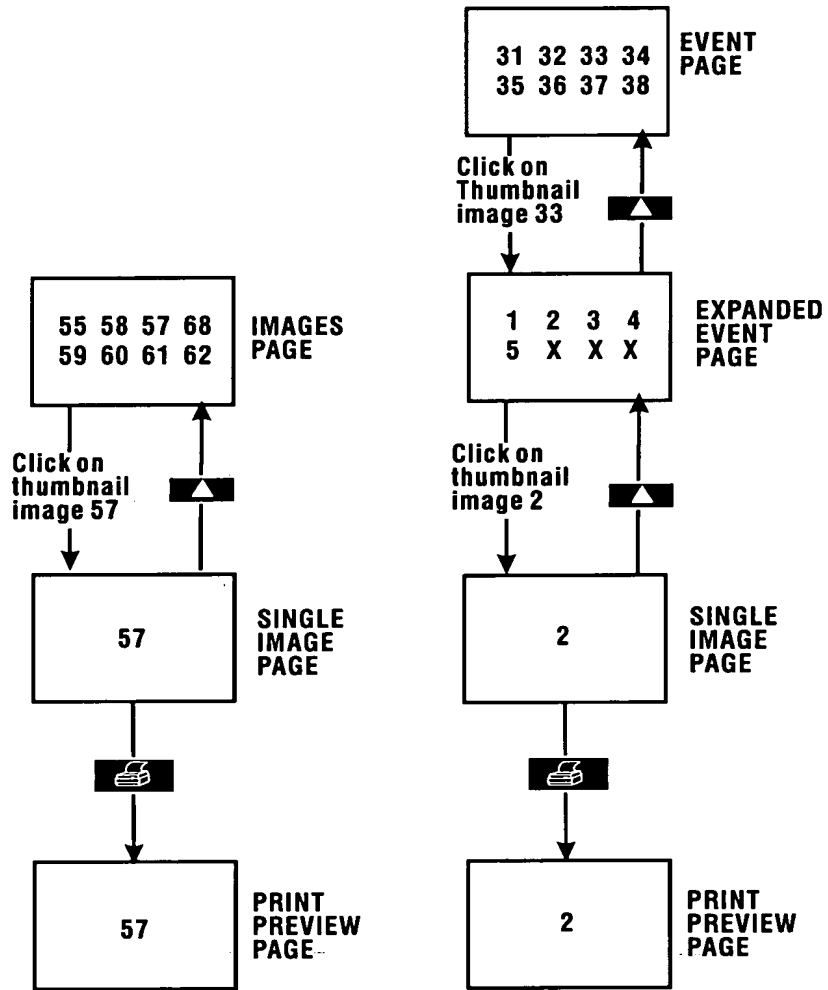 31 32 33 34
35 36 37 38
EVENT
PAGE
Click on
Thumbnail
image 33
55 58 57 68
59 60 61 62
IMAGES
PAGE
1 2 3 4
5 X X X
EXPANDED
EVENT
PAGE
Click on
thumbnail
image 57
Click on
thumbnail
image 2
57
SINGLE
IMAGE
PAGE
2
SINGLE
IMAGE
PAGE
57
PRINT
PREVIEW
PAGE
2
PRINT
PREVIEW
PAGE